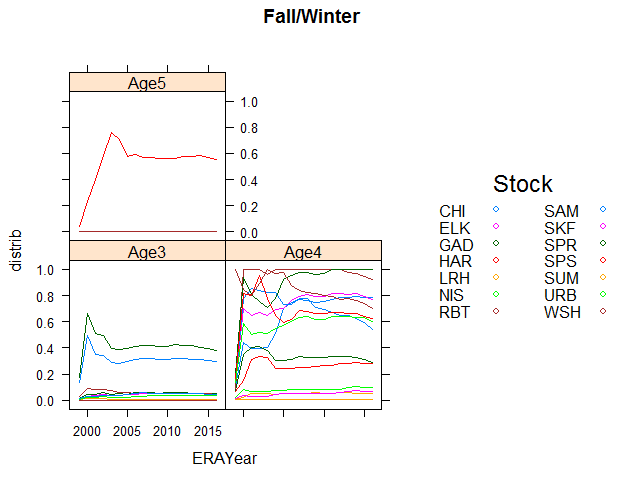 Fall/Winter
Age5
1.0
0.8
0.6
0.4
0.2
0.0
distrib
Age3 Age4
1.0
0.8
0.6
0.4
0.2
0.0
2000 2005 2010 2015
ERAYear
Stock
CHI SAM
ELK SKF
GAD SPR
HAR SPS
LRH SUM
NIS URB
RBT WSH